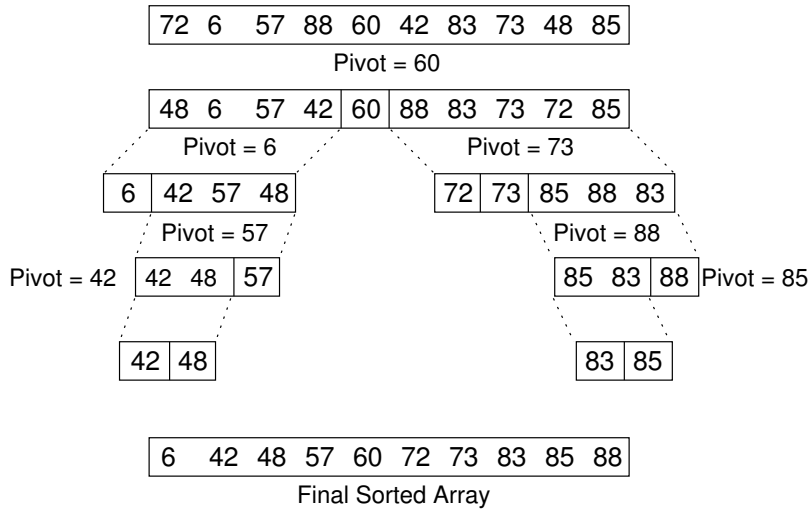 72 6 57 88 60 42 83 73 48 85
Pivot = 60
48 6 57 42 60 88 83 73 72 85
Pivot = 6 Pivot = 73
6 42 57 48 72 73 85 88 83
Pivot = 57 Pivot = 88
Pivot = 42 42 48 57 85 83 88 Pivot = 85
42 48 83 85
6 42 48 57 60 72 73 83 85 88
Final Sorted Array